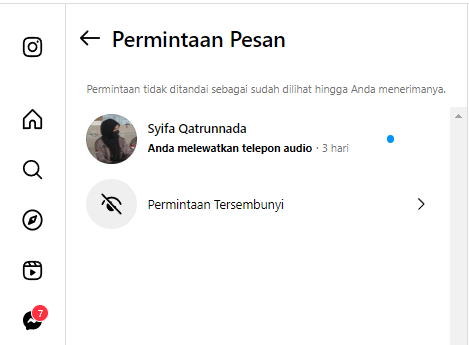 Permintaan Pesan
Permintaan tidak ditandai sebagai sudah dilihat hingga Anda menerimanya.
Syifa Qatrunnada
Anda melewatkan telepon audio · 3 hari
Permintaan Tersembunyi
7